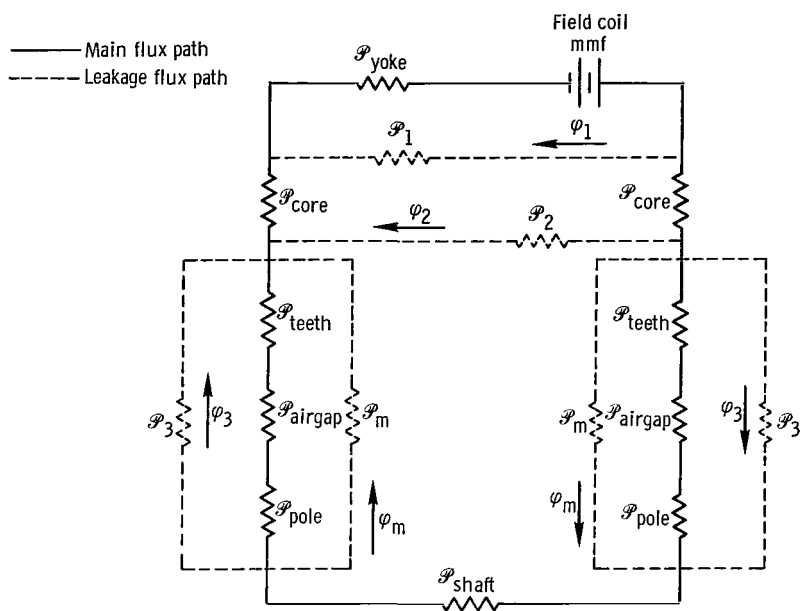 Field coil
mmf
Main flux path
Leakage flux path
𝒫yoke
φ1
𝒫1
𝒫core
𝒫core
φ2
𝒫2
𝒫teeth
𝒫teeth
𝒫3
φ3
𝒫airgap
𝒫m
𝒫m
𝒫airgap
φ3
𝒫3
𝒫pole
φm
φm
𝒫pole
𝒫shaft